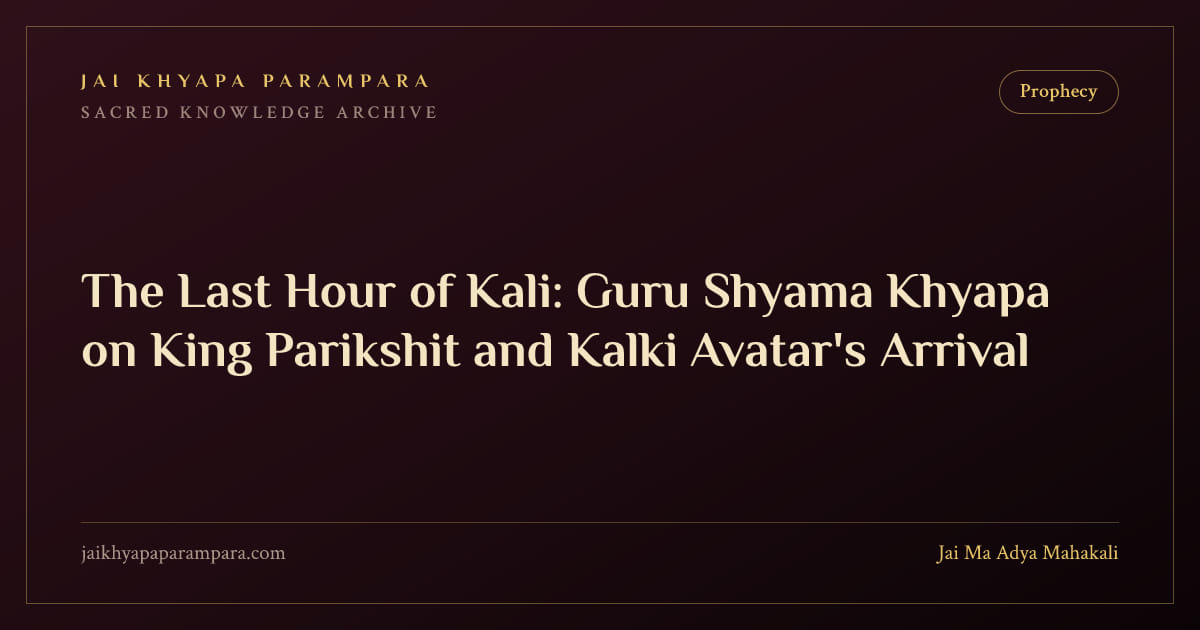 JAI KHYAPA PARAMPARA
SACRED KNOWLEDGE ARCHIVE
Prophecy
The Last Hour of Kali: Guru Shyama Khyapa
on King Parikshit and Kalki Avatar's Arrival
jaikhyapaparampara.com
Jai Ma Adya Mahakali